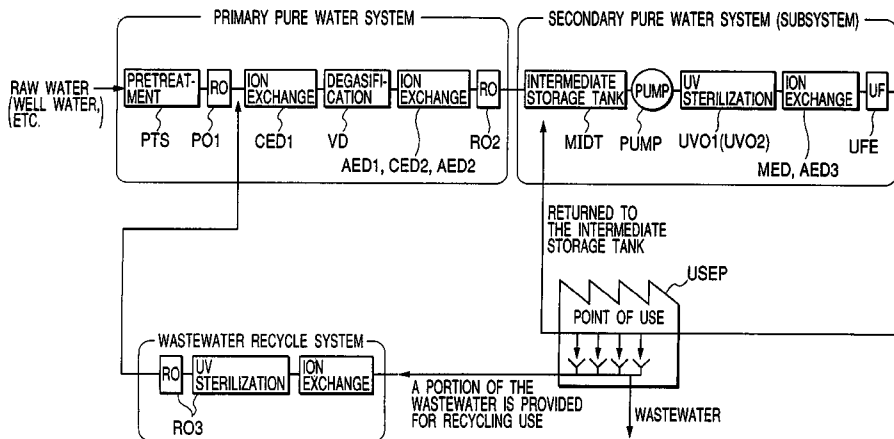 PRIMARY PURE WATER SYSTEM
SECONDARY PURE WATER SYSTEM (SUBSYSTEM)
RAW WATER
(WELL WATER,)
(ETC.
PRETREAT-
MENT
RO
ION
EXCHANGE
DEGASIFI-
CATION
ION
EXCHANGE
RO
INTERMEDIATE
STORAGE TANK
PUMP
UV
STERILIZATION
ION
EXCHANGE
UF
PTS
PO1
CED1
VD
AED1, CED2, AED2
RO2
MIDT
PUMP
UVO1(UVO2)
MED, AED3
UFE
RETURNED TO
THE INTERMEDIATE
STORAGE TANK
USEP
POINT OF USE
WASTEWATER RECYCLE SYSTEM
RO
UV
STERILIZATION
ION
EXCHANGE
RO3
A PORTION OF THE
WASTEWATER IS PROVIDED
FOR RECYCLING USE
WASTEWATER